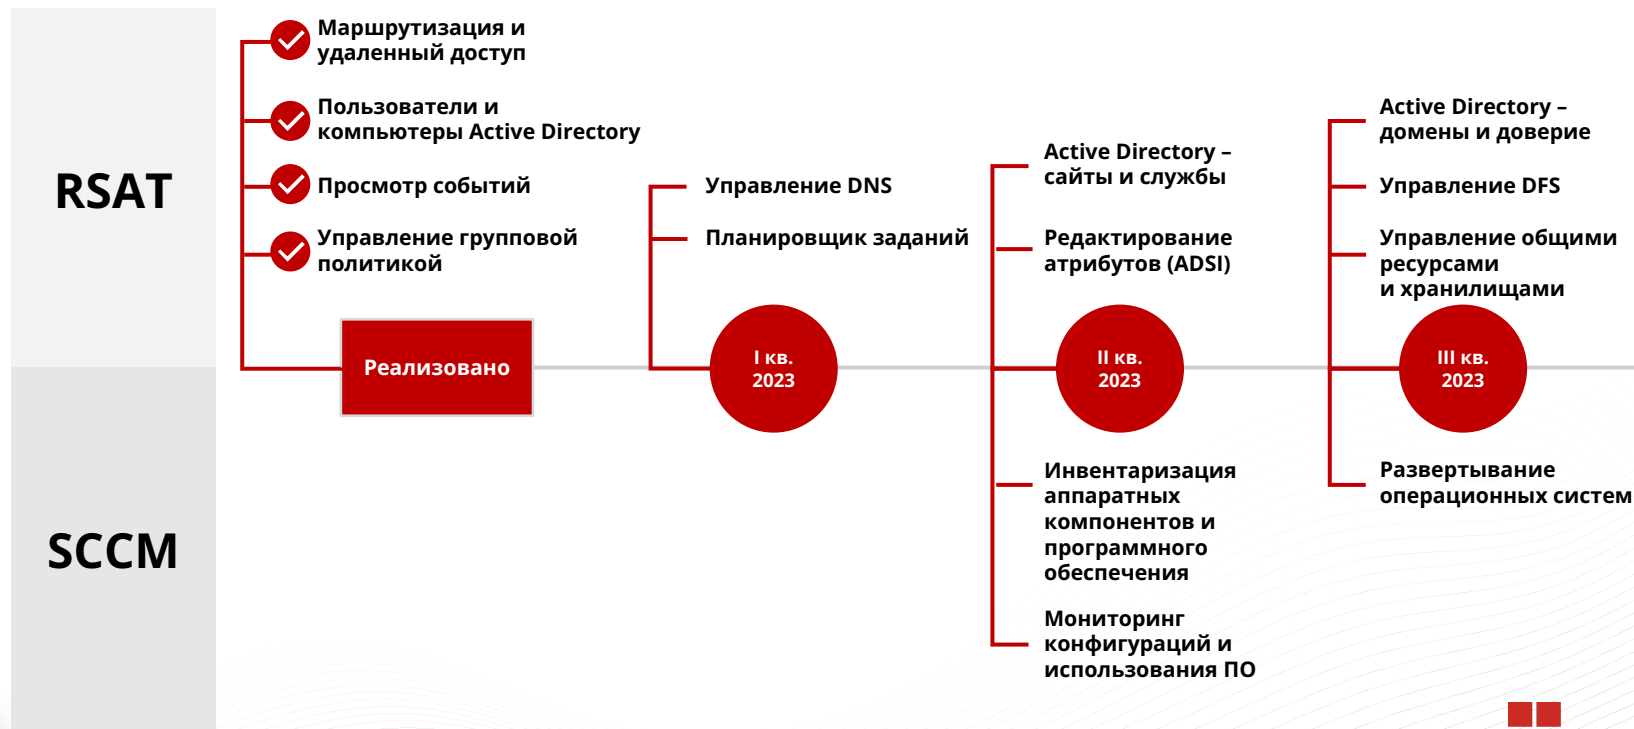 RSAT
Маршрутизация и
удаленный доступ
Пользователи и
компьютеры Active Directory
Просмотр событий
Управление групповой
политикой
Реализовано
Управление DNS
Планировщик заданий
I кв.
2023
Active Directory –
сайты и службы
Редактирование
атрибутов (ADSI)
II кв.
2023
Active Directory –
домены и доверие
Управление DFS
Управление общими
ресурсами
и хранилищами
III кв.
2023
SCCM
Инвентаризация
аппаратных
компонентов и
программного
обеспечения
Мониторинг
конфигураций и
использования ПО
Развертывание
операционных систем